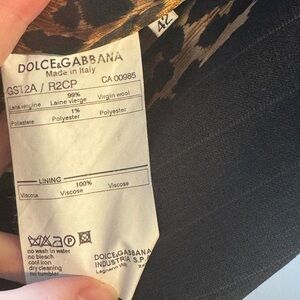 42
DOLCE&GABBANA
Made in Italy
CA 00985
GST2A / R2CP
99%
Lana vergine Laine vierge Virgin wool
1%
Poliestere Polyester Polyester
LINING
100%
Viscosa Viscose Viscose
P
no wash in water
no bleach
cool iron
dry cleaning
no tumbler
DOLCE&GABBANA
INDUSTRIA S.P.A.
Legnano